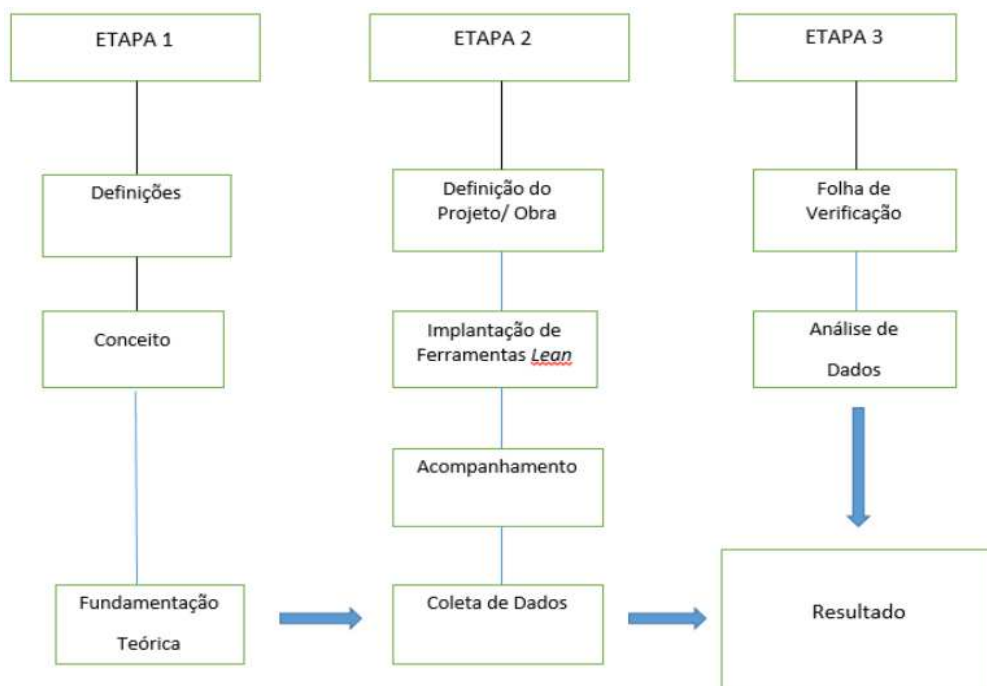 ETAPA 1
Definições
Conceito
Fundamentação
Teórica
ETAPA 2
Definição do
Projeto/ Obra
Implantação de
Ferramentas Lean
Acompanhamento
Coleta de Dados
ETAPA 3
Folha de
Verificação
Análise de
Dados
Resultado